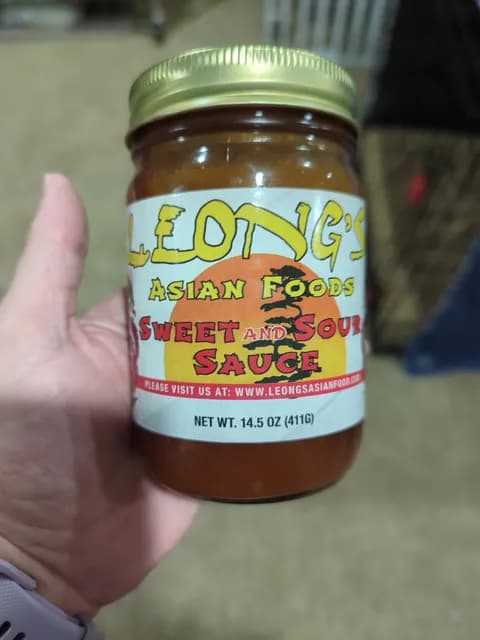 LEONG'S
ASIAN FOODS
SWEET AND SOUR
SAUCE
PLEASE VISIT US AT: WWW.LEONGSASIANFOOD.COM
NET WT. 14.5 OZ (411G)